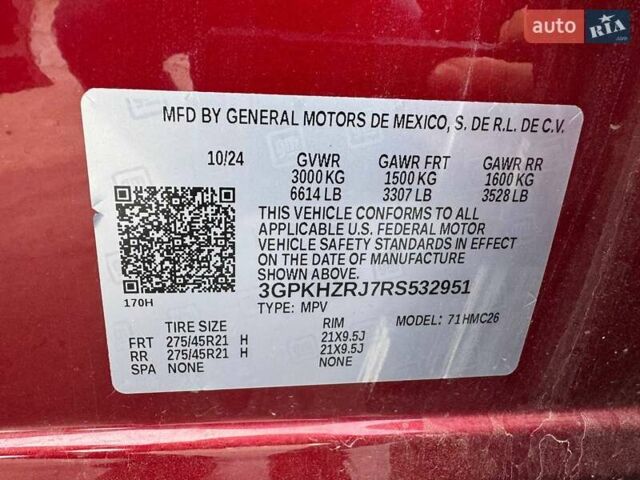 auto RIA .com
MFD BY GENERAL MOTORS DE MEXICO, S. DE R.L. DE C.V.
10/24 GVWR GAWR FRT GAWR RR
3000 KG 1500 KG 1600 KG
6614 LB 3307 LB 3528 LB
THIS VEHICLE CONFORMS TO ALL
APPLICABLE U.S. FEDERAL MOTOR
VEHICLE SAFETY STANDARDS IN EFFECT
ON THE DATE OF MANUFACTURE
SHOWN ABOVE.
170H
3GPKHZRJ7RS532951
TYPE: MPV MODEL: 71HMC26
TIRE SIZE RIM
FRT 275/45R21 H 21X9.5J
RR 275/45R21 H 21X9.5J
SPA NONE NONE